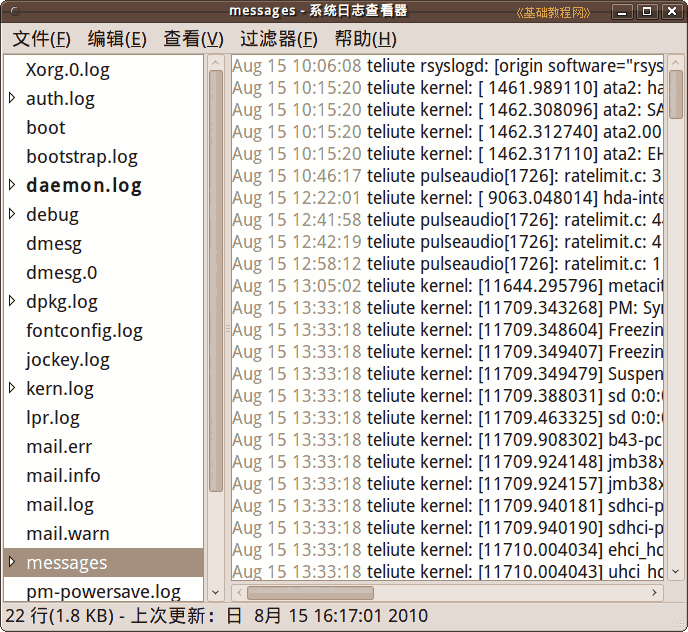 messages - 系统日志查看器
《基础教程网》
文件(F) 编辑(E) 查看(V) 过滤器(F) 帮助(H)
Xorg.0.log
auth.log
boot
bootstrap.log
daemon.log
debug
dmesg
dmesg.0
dpkg.log
fontconfig.log
jockey.log
kern.log
lpr.log
mail.err
mail.info
mail.log
mail.warn
messages
pm-powersave.log
Aug 15 10:06:08 teliute rsyslogd: [origin software="rsys
Aug 15 10:15:20 teliute kernel: [ 1461.989110] ata2: ha
Aug 15 10:15:20 teliute kernel: [ 1462.308096] ata2: SA
Aug 15 10:15:20 teliute kernel: [ 1462.312740] ata2.00
Aug 15 10:15:20 teliute kernel: [ 1462.317110] ata2: EH
Aug 15 10:46:17 teliute pulseaudio[1726]: ratelimit.c: 3
Aug 15 12:22:01 teliute kernel: [ 9063.048014] hda-inte
Aug 15 12:41:58 teliute pulseaudio[1726]: ratelimit.c: 4
Aug 15 12:42:19 teliute pulseaudio[1726]: ratelimit.c: 4
Aug 15 12:58:12 teliute pulseaudio[1726]: ratelimit.c: 1
Aug 15 13:05:02 teliute kernel: [11644.295796] metacit
Aug 15 13:33:18 teliute kernel: [11709.343268] PM: Syn
Aug 15 13:33:18 teliute kernel: [11709.348604] Freezin
Aug 15 13:33:18 teliute kernel: [11709.349407] Freezin
Aug 15 13:33:18 teliute kernel: [11709.349479] Suspen
Aug 15 13:33:18 teliute kernel: [11709.388031] sd 0:0:0
Aug 15 13:33:18 teliute kernel: [11709.463325] sd 0:0:0
Aug 15 13:33:18 teliute kernel: [11709.908302] b43-pc
Aug 15 13:33:18 teliute kernel: [11709.924148] jmb38x
Aug 15 13:33:18 teliute kernel: [11709.924157] jmb38x
Aug 15 13:33:18 teliute kernel: [11709.940181] sdhci-p
Aug 15 13:33:18 teliute kernel: [11709.940190] sdhci-p
Aug 15 13:33:18 teliute kernel: [11710.004034] ehci_hc
Aug 15 13:33:18 teliute kernel: [11710.004043] uhci_hc
22 行(1.8 KB) - 上次更新：日 8月 15 16:17:01 2010